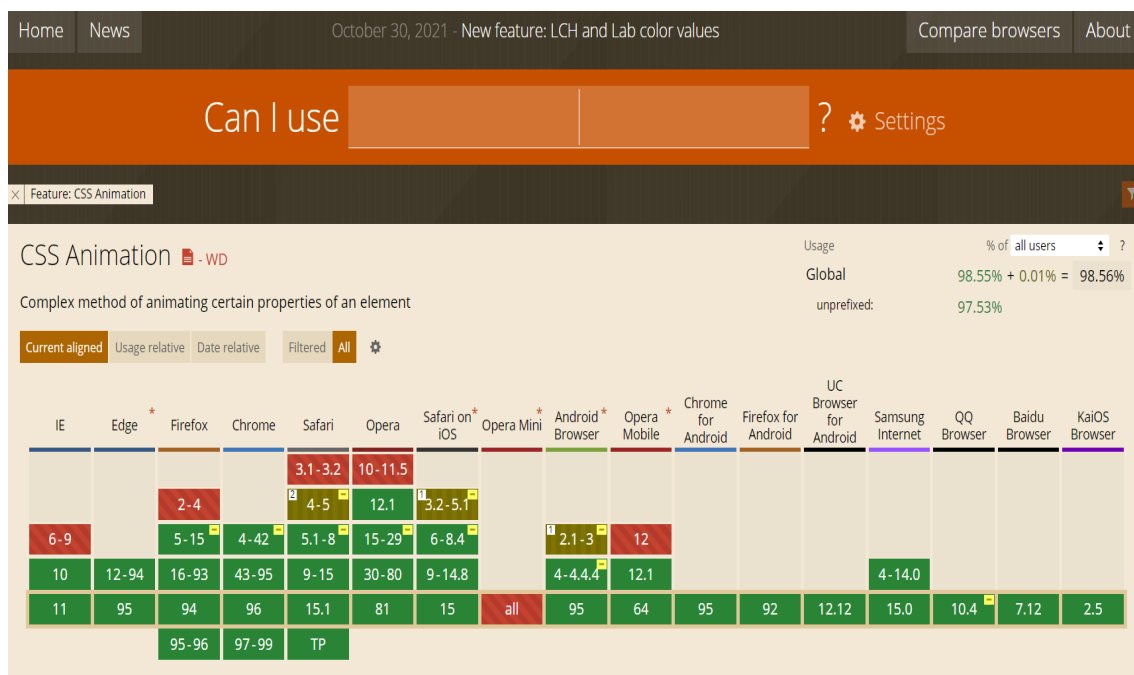 Home News October 30, 2021 - New feature: LCH and Lab color values Compare browsers About
Can I use ? Settings
× Feature: CSS Animation
CSS Animation - WD
Usage % of all users ?
Global 98.55% + 0.01% = 98.56%
unprefixed: 97.53%
Complex method of animating certain properties of an element
Current aligned Usage relative Date relative Filtered All
IE Edge * Firefox Chrome Safari Opera Safari on iOS * Opera Mini * Android Browser * Opera Mobile * Chrome for Android Firefox for Android UC Browser for Android Samsung Internet QQ Browser Baidu Browser KaiOS Browser
3.1-3.2 10-11.5
2-4 2 4-5 12.1 1 3.2-5.1
6-9 5-15 4-42 5.1-8 15-29 6-8.4 1 2.1-3 12
10 12-94 16-93 43-95 9-15 30-80 9-14.8 4-4.4.4 12.1 4-14.0
11 95 94 96 15.1 81 15 all 95 64 95 92 12.12 15.0 10.4 7.12 2.5
95-96 97-99 TP